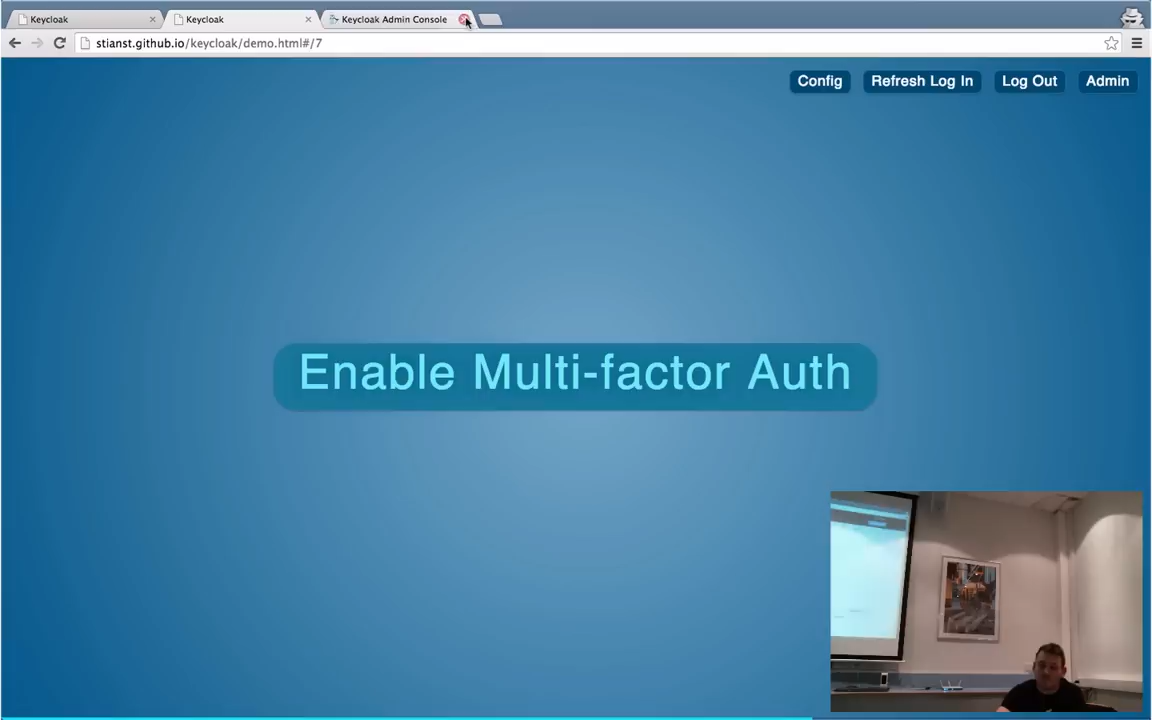 Keycloak
Keycloak
Keycloak Admin Console
stianst.github.io/keycloak/demo.html#/7
Config
Refresh Log In
Log Out
Admin
Enable Multi-factor Auth